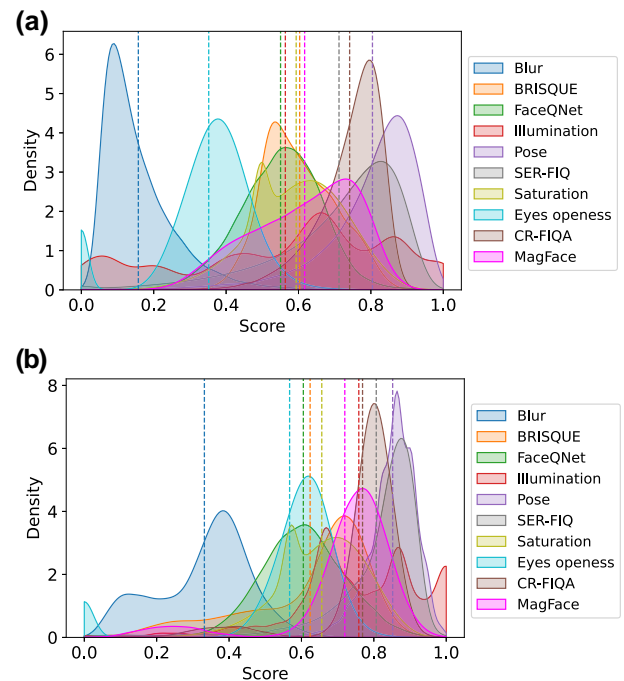 (a)
6
5
4
3
2
1
0
Density
0.0 0.2 0.4 0.6 0.8 1.0
Score
Blur
BRISQUE
FaceQNet
Illumination
Pose
SER-FIQ
Saturation
Eyes openess
CR-FIQA
MagFace
(b)
8
6
4
2
0
Density
0.0 0.2 0.4 0.6 0.8 1.0
Score
Blur
BRISQUE
FaceQNet
Illumination
Pose
SER-FIQ
Saturation
Eyes openess
CR-FIQA
MagFace